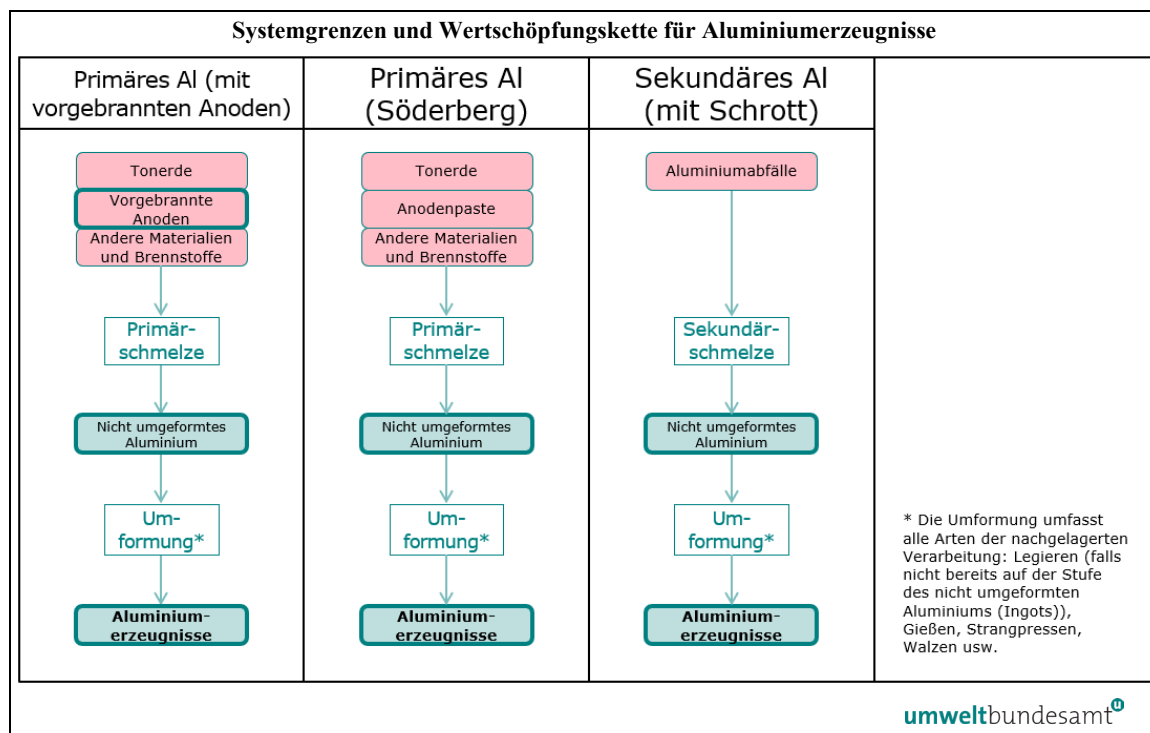 Systemgrenzen und Wertschöpfungskette für Aluminiumerzeugnisse
Primäres Al (mit
vorgebrannten Anoden)
Tonerde
Vorgebrannte
Anoden
Andere Materialien
und Brennstoffe
Primär-
schmelze
Nicht umgeformtes
Aluminium
Um-
formung*
Aluminium-
erzeugnisse
Primäres Al
(Söderberg)
Tonerde
Anodenpaste
Andere Materialien
und Brennstoffe
Primär-
schmelze
Nicht umgeformtes
Aluminium
Um-
formung*
Aluminium-
erzeugnisse
Sekundäres Al
(mit Schrott)
Aluminiumabfälle
Sekundär-
schmelze
Nicht umgeformtes
Aluminium
Um-
formung*
Aluminium-
erzeugnisse
* Die Umformung umfasst
alle Arten der nachgelagerten
Verarbeitung: Legieren (falls
nicht bereits auf der Stufe
des nicht umgeformten
Aluminiums (Ingots)),
Gießen, Strangpressen,
Walzen usw.
umweltbundesamt u